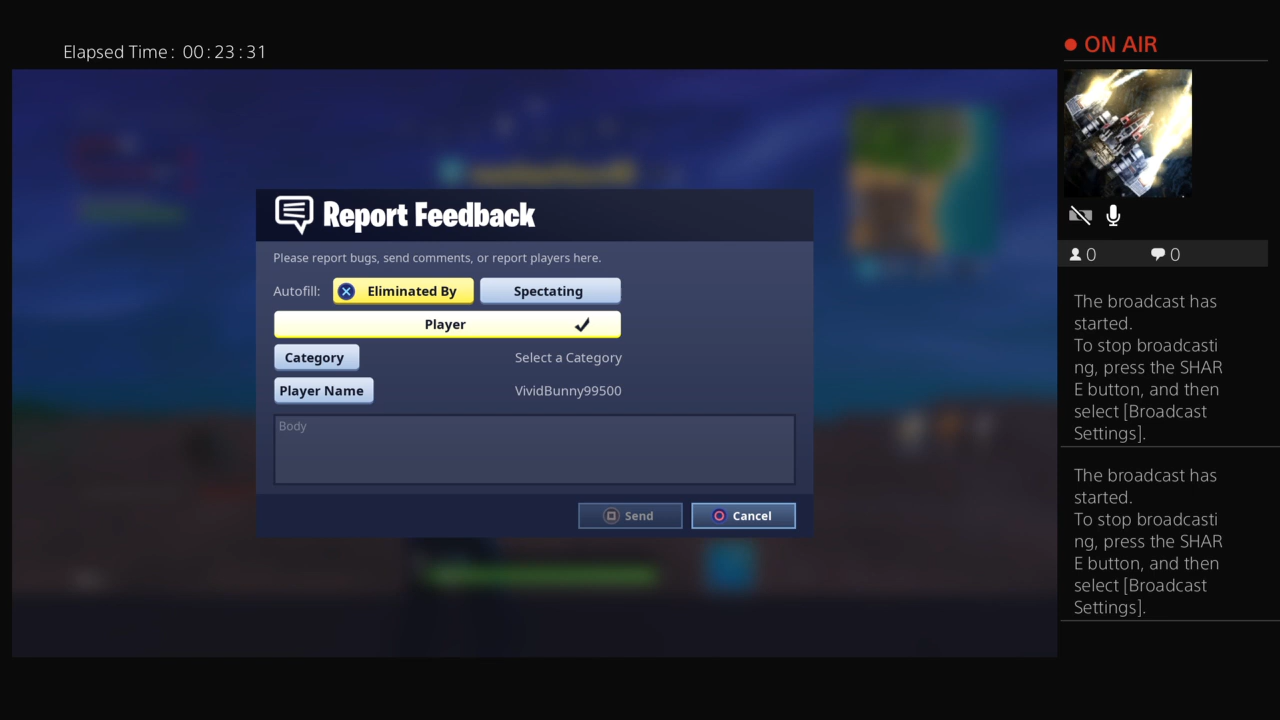 Elapsed Time: 00:23:31
ON AIR
Report Feedback
Please report bugs, send comments, or report players here.
Autofill: Eliminated By Spectating
Player
Category Select a Category
Player Name VividBunny99500
Body
Send Cancel
0 0
The broadcast has
started.
To stop broadcasti
ng, press the SHAR
E button, and then
select [Broadcast
Settings].
The broadcast has
started.
To stop broadcasti
ng, press the SHAR
E button, and then
select [Broadcast
Settings].